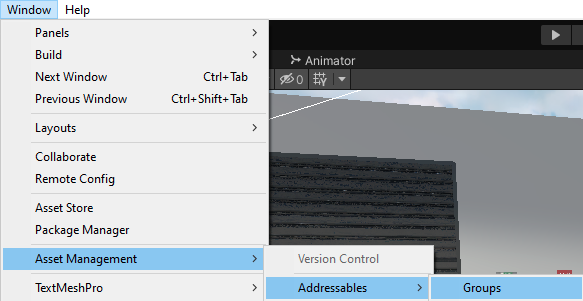 Window Help
Panels
Build
Next Window Ctrl+Tab
Previous Window Ctrl+Shift+Tab
Layouts
Collaborate
Remote Config
Asset Store
Package Manager
Asset Management
TextMeshPro
Animator
0
Version Control
Addressables
Groups